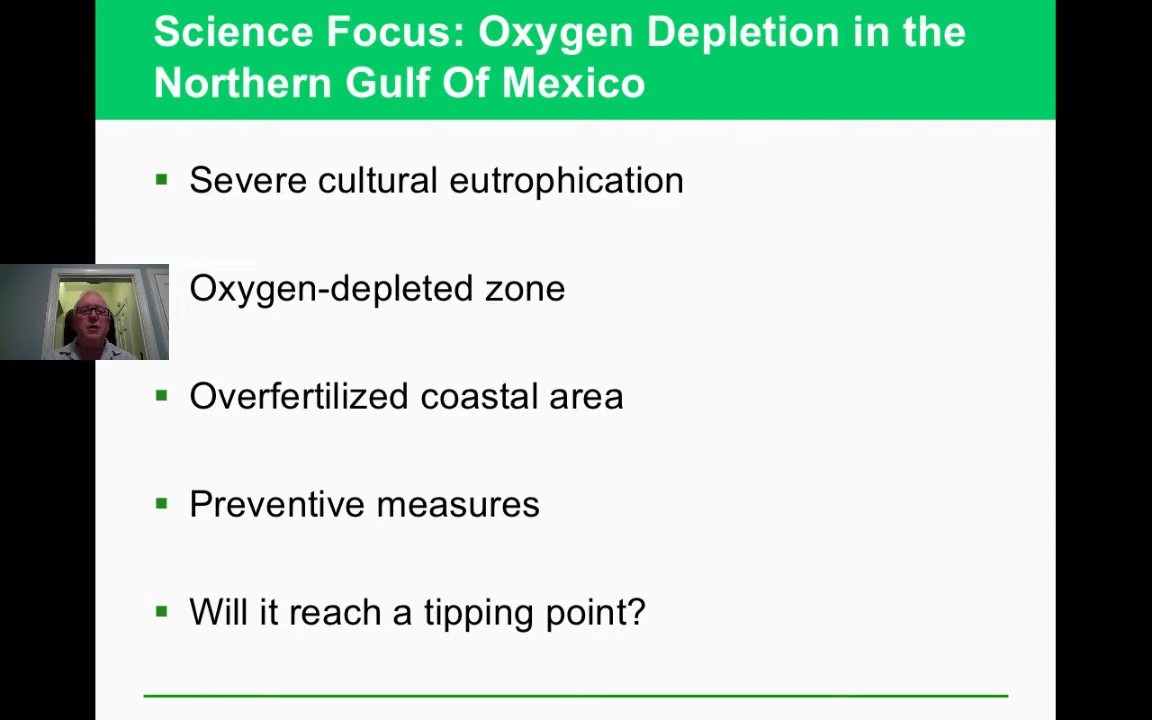 Science Focus: Oxygen Depletion in the
Northern Gulf Of Mexico
Severe cultural eutrophication
Oxygen-depleted zone
Overfertilized coastal area
Preventive measures
Will it reach a tipping point?